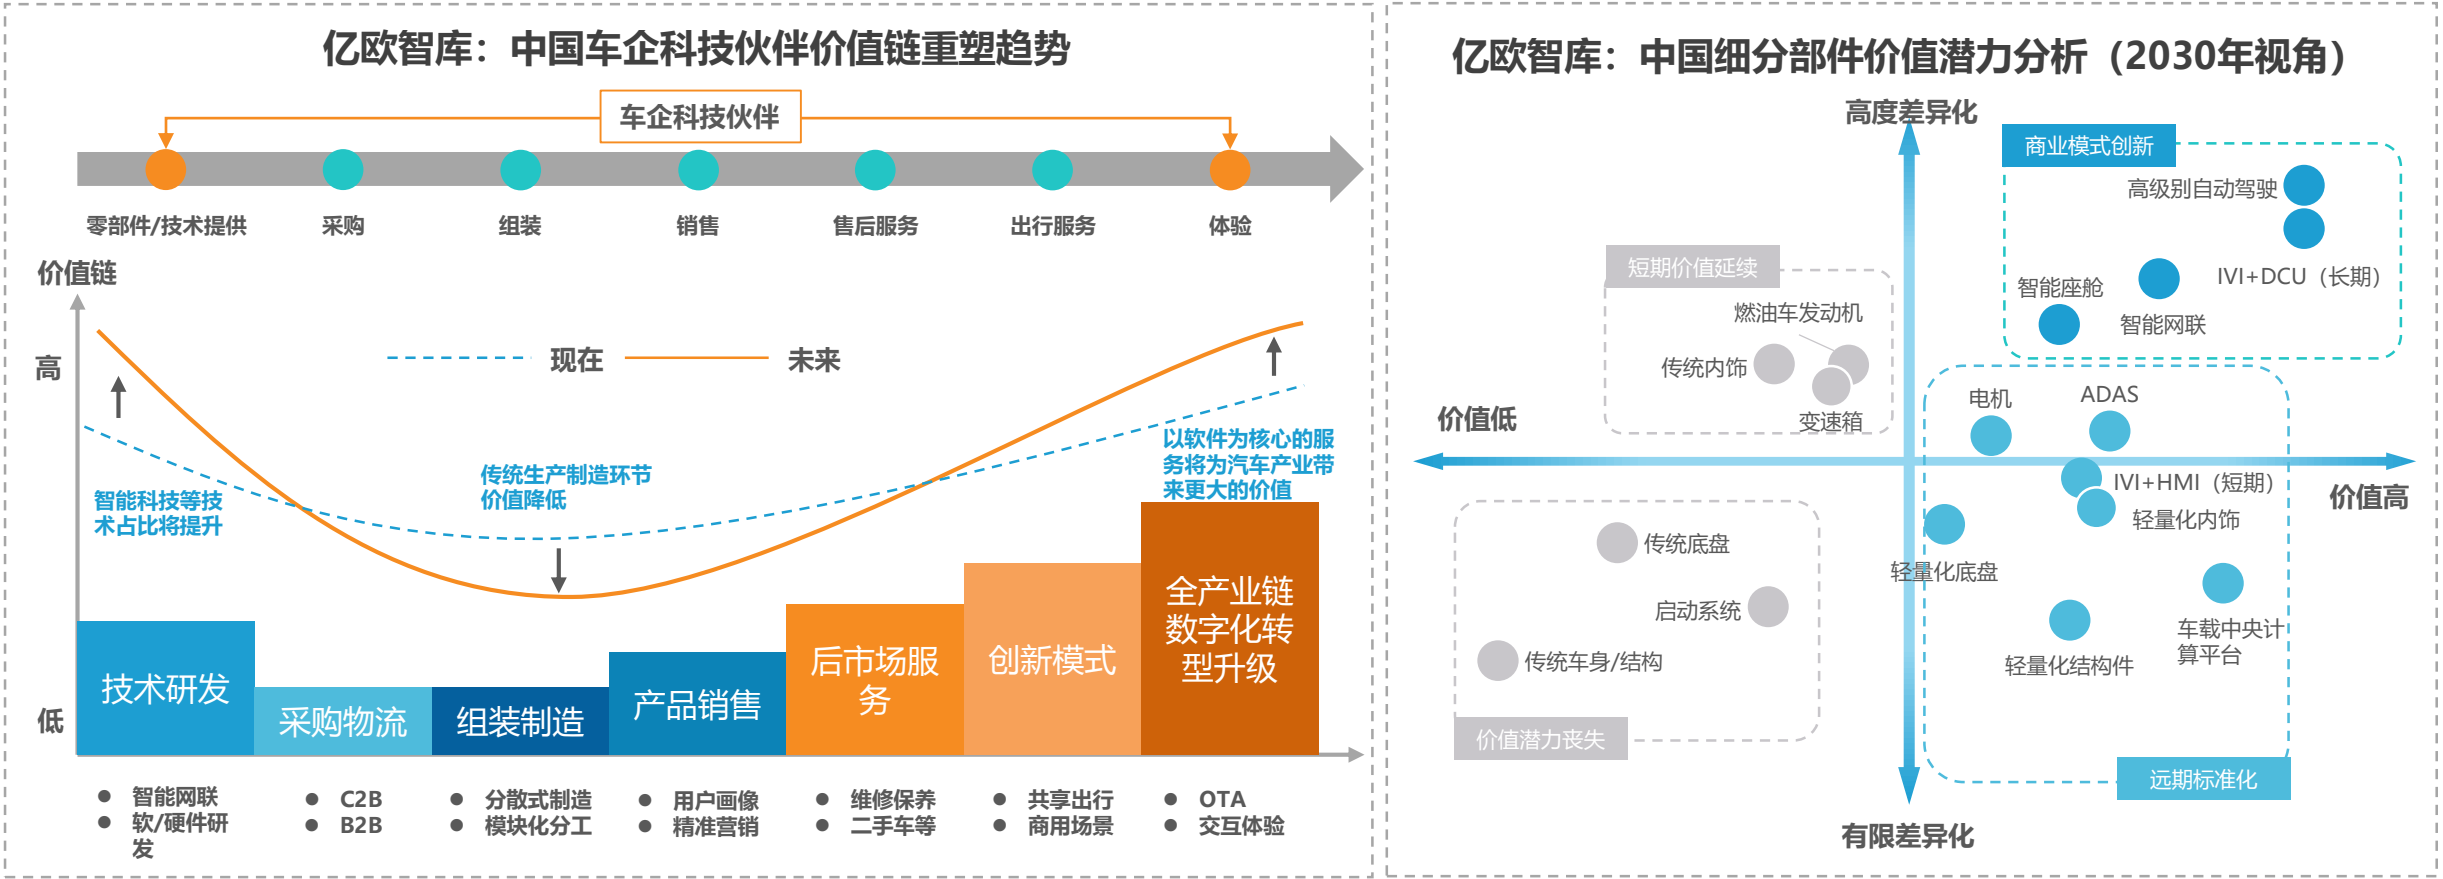 亿欧智库：中国车企科技伙伴价值链重塑趋势
车企科技伙伴
零部件/技术提供
采购
组装
销售
售后服务
出行服务
体验
价值链
高
低
现在
未来
智能科技等技
术占比将提升
传统生产制造环节
价值降低
以软件为核心的服
务将为汽车产业带
来更大的价值
技术研发
采购物流
组装制造
产品销售
后市场服
务
创新模式
全产业链
数字化转
型升级
● 智能网联
● 软/硬件研
发
● C2B
● B2B
● 分散式制造
● 模块化分工
● 用户画像
● 精准营销
● 维修保养
● 二手车等
● 共享出行
● 商用场景
● OTA
● 交互体验
亿欧智库：中国细分部件价值潜力分析（2030年视角）
高度差异化
商业模式创新
高级别自动驾驶
IVI+DCU（长期）
智能座舱
智能网联
短期价值延续
燃油车发动机
传统内饰
变速箱
价值低
价值高
电机
ADAS
IVI+HMI（短期）
轻量化内饰
轻量化底盘
车载中央计
算平台
轻量化结构件
远期标准化
传统底盘
启动系统
传统车身/结构
价值潜力丧失
有限差异化